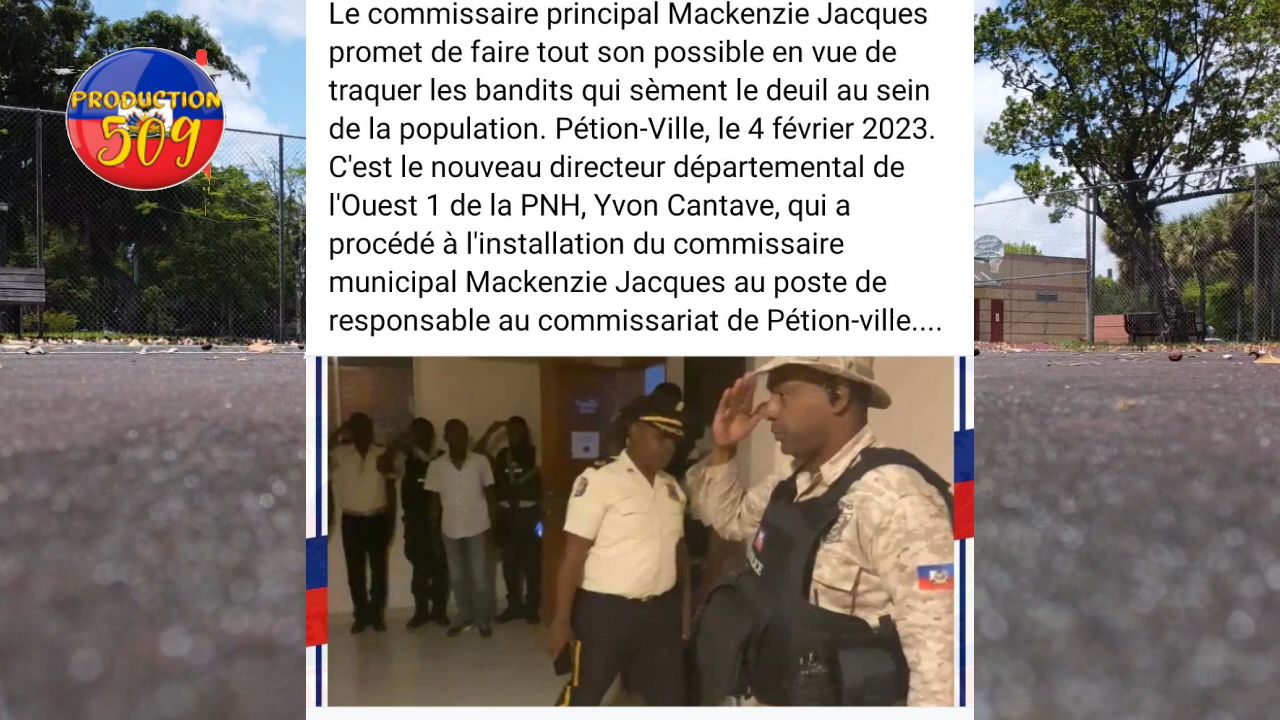 PRODUCTION
509
Le commissaire principal Mackenzie Jacques
promet de faire tout son possible en vue de
traquer les bandits qui sèment le deuil au sein
de la population. Pétion-Ville, le 4 février 2023.
C'est le nouveau directeur départemental de
l'Ouest 1 de la PNH, Yvon Cantave, qui a
procédé à l'installation du commissaire
municipal Mackenzie Jacques au poste de
responsable au commissariat de Pétion-ville....